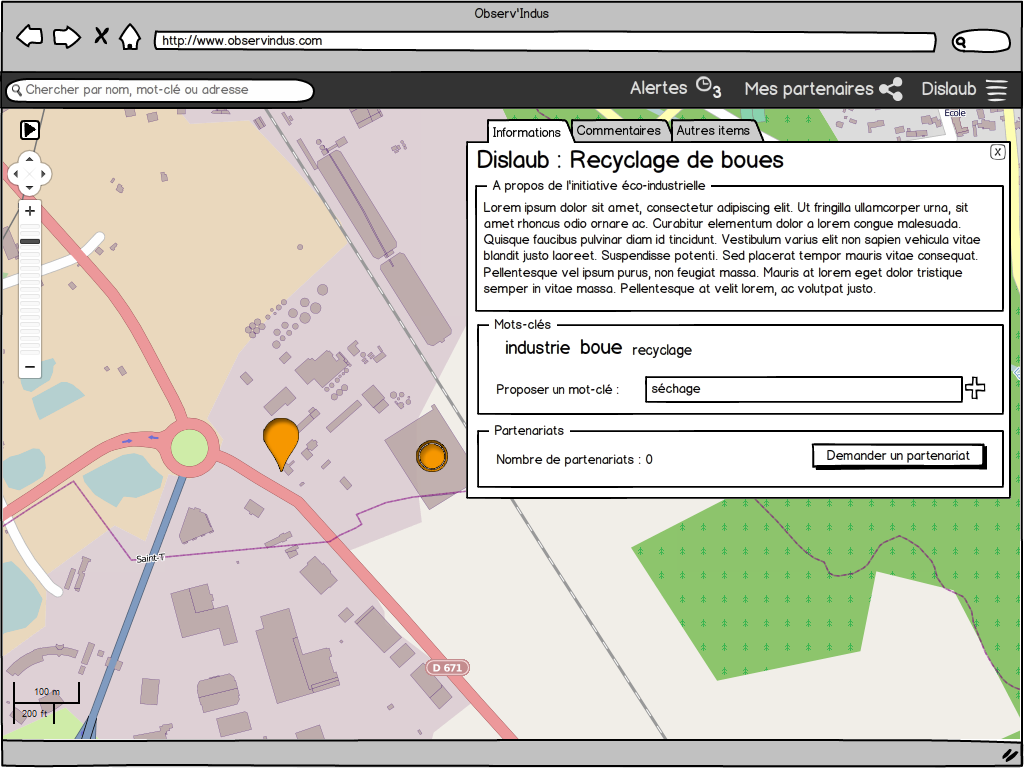 Observ'Indus
http://www.observindus.com
Chercher par nom, mot-clé ou adresse
Alertes 3
Mes partenaires
Dislaub
Ecole
Informations
Commentaires
Autres items
X
Dislaub : Recyclage de boues
A propos de l'initiative éco-industrielle
Lorem ipsum dolor sit amet, consectetur adipiscing elit. Ut fringilla ullamcorper urna, sit
amet rhoncus odio ornare ac. Curabitur elementum dolor a lorem congue malesuada.
Quisque faucibus pulvinar diam id tincidunt. Vestibulum varius elit non sapien vehicula vitae
blandit justo laoreet. Suspendisse potenti. Sed placerat tempor mauris vitae consequat.
Pellentesque vel ipsum purus, non feugiat massa. Mauris at lorem eget dolor tristique
semper in vitae massa. Pellentesque at velit lorem, ac volutpat justo.
Mots-clés
industrie boue recyclage
Proposer un mot-clé : séchage
Partenariats
Nombre de partenariats : 0
Demander un partenariat
Saint-T
D 671
100 m
200 ft